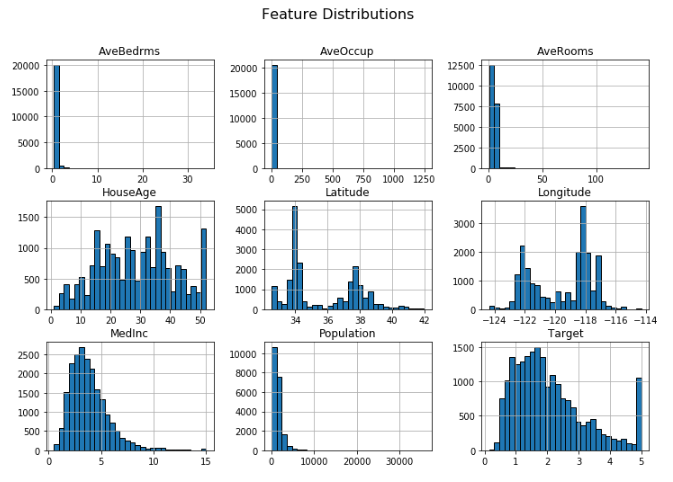 Feature Distributions
AveBedrms AveOccup AveRooms
20000 15000 10000 5000 0
0 10 20 30
20000 15000 10000 5000 0
0 250 500 750 1000 1250
12500 10000 7500 5000 2500 0
0 50 100
HouseAge Latitude Longitude
1500 1000 500 0
0 10 20 30 40 50
5000 4000 3000 2000 1000 0
34 36 38 40 42
3000 2000 1000 0
−124 −122 −120 −118 −116 −114
MedInc Population Target
2500 2000 1500 1000 500 0
0 5 10 15
10000 8000 6000 4000 2000 0
0 10000 20000 30000
1500 1000 500 0
0 1 2 3 4 5